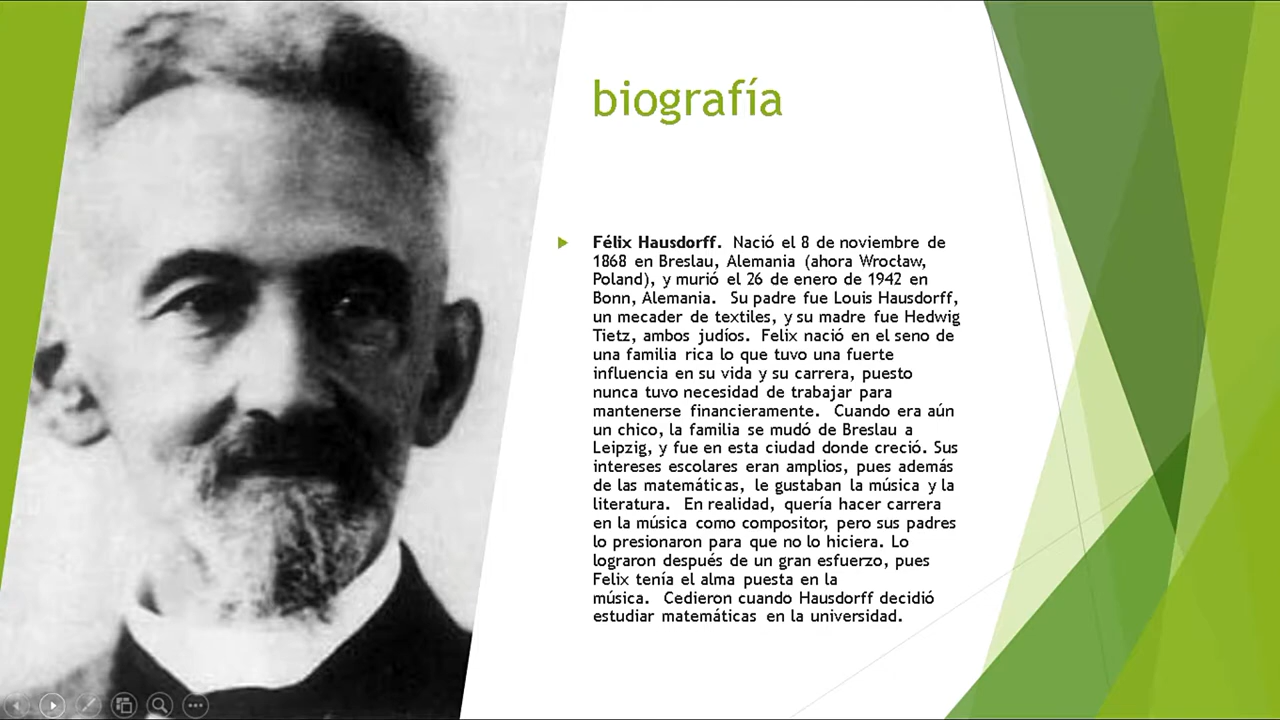 biografía
Félix Hausdorff. Nació el 8 de noviembre de
1868 en Breslau, Alemania (ahora Wrocław,
Poland), y murió el 26 de enero de 1942 en
Bonn, Alemania. Su padre fue Louis Hausdorff,
un mecader de textiles, y su madre fue Hedwig
Tietz, ambos judíos. Felix nació en el seno de
una familia rica lo que tuvo una fuerte
influencia en su vida y su carrera, puesto
nunca tuvo necesidad de trabajar para
mantenerse financieramente. Cuando era aún
un chico, la familia se mudó de Breslau a
Leipzig, y fue en esta ciudad donde creció. Sus
intereses escolares eran amplios, pues además
de las matemáticas, le gustaban la música y la
literatura. En realidad, quería hacer carrera
en la música como compositor, pero sus padres
lo presionaron para que no lo hiciera. Lo
lograron después de un gran esfuerzo, pues
Felix tenía el alma puesta en la
música. Cedieron cuando Hausdorff decidió
estudiar matemáticas en la universidad.